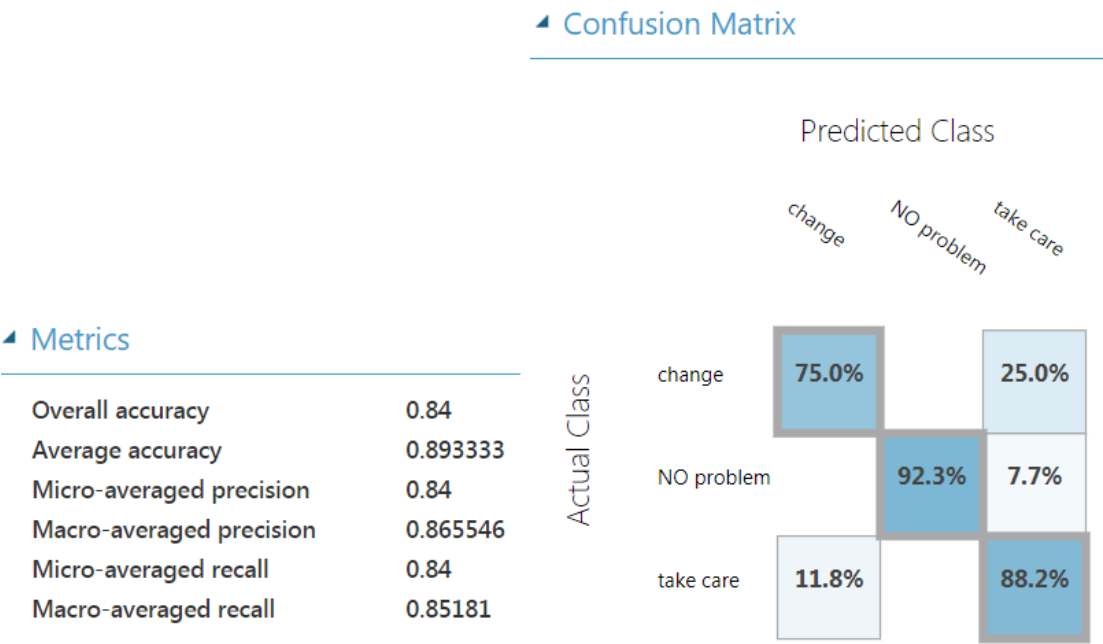 Confusion Matrix
Predicted Class
change NO problem take care
Metrics
Overall accuracy 0.84
Average accuracy 0.893333
Micro-averaged precision 0.84
Macro-averaged precision 0.865546
Micro-averaged recall 0.84
Macro-averaged recall 0.85181
Actual Class
change 75.0% 25.0%
NO problem 92.3% 7.7%
take care 11.8% 88.2%